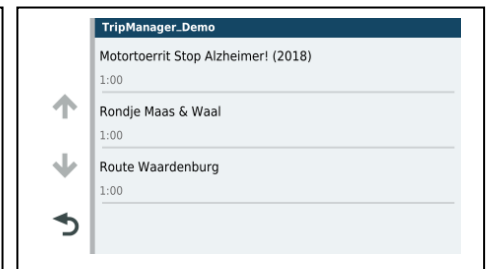 TripManager_Demo
Motortoerrit Stop Alzheimer! (2018)
1:00
Rondje Maas & Waal
1:00
Route Waardenburg
1:00